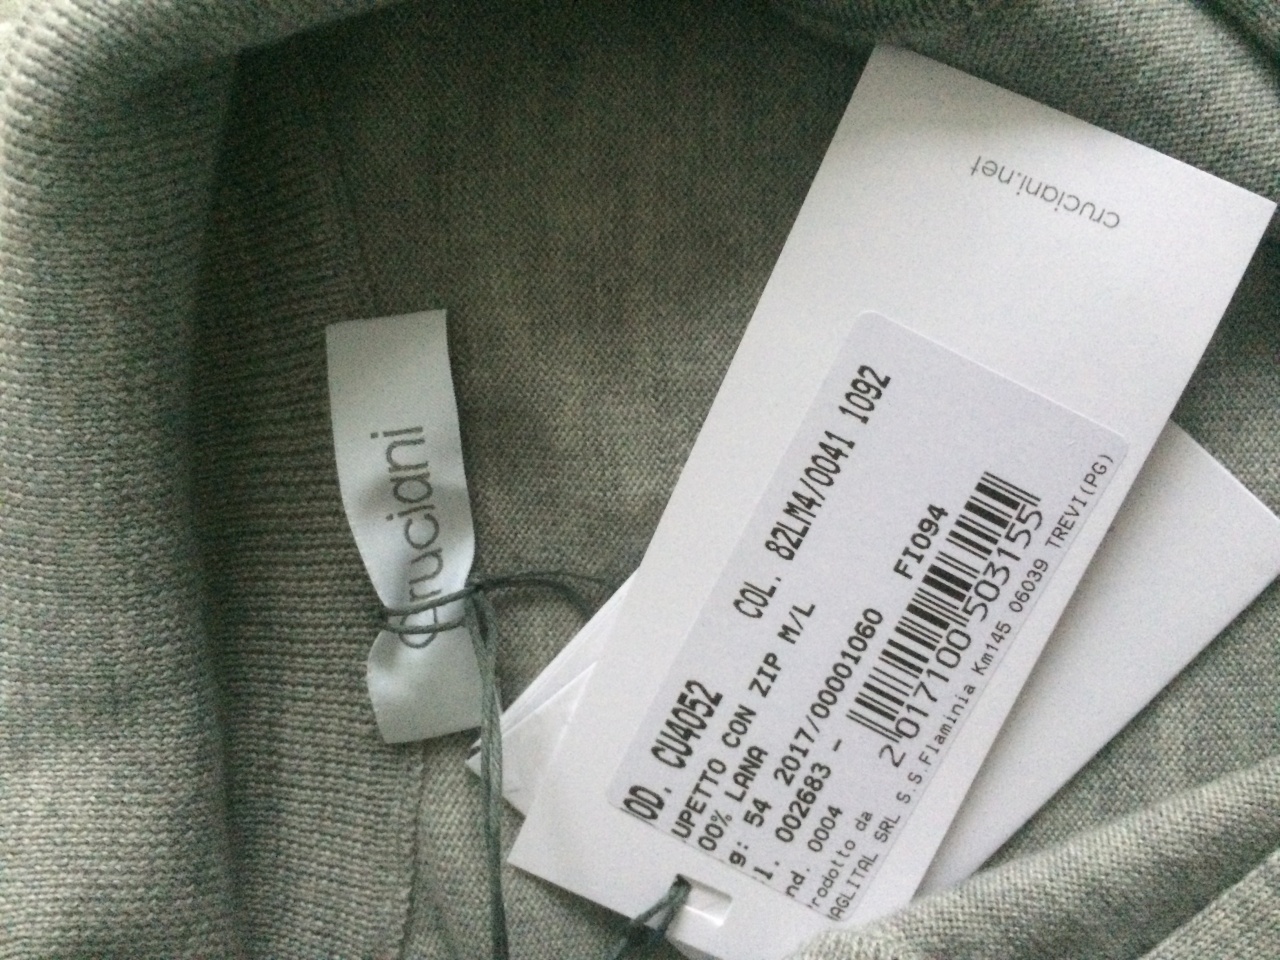 cruciani.net
cruciani
OD. CU4052 COL. 82LM4/0041 1092
UPETTO CON ZIP M/L
00% LANA
g: 54 2017/00001060 FI094
l. 002683 -
nd. 0004
2 017100 503155
rodotto da
AGLITAL SRL S.S.Flaminia Km145 06039 TREVI(PG)